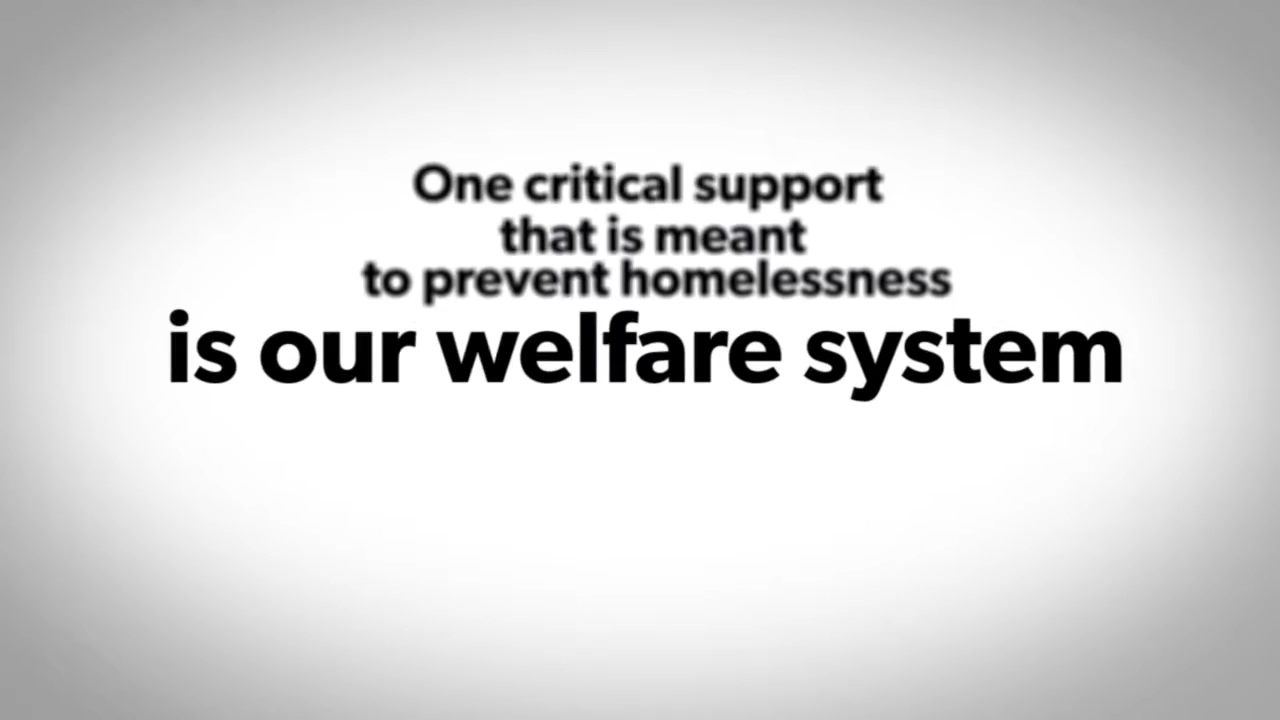 One critical support
that is meant
to prevent homelessness
is our welfare system